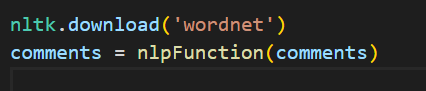 nltk.download('wordnet')
comments = nlpFunction(comments)